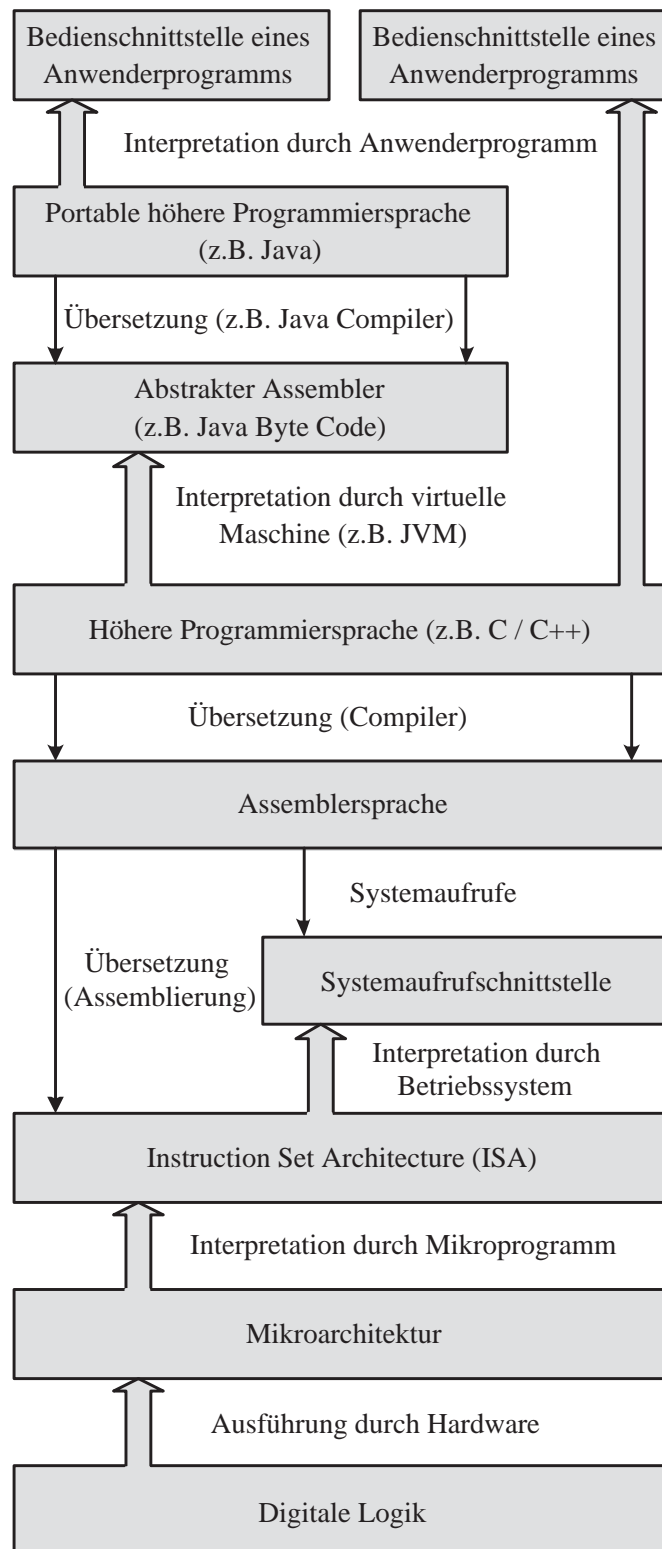 Bedienschnittstelle eines
Anwenderprogramms
Bedienschnittstelle eines
Anwenderprogramms
Interpretation durch Anwenderprogramm
Portable höhere Programmiersprache
(z.B. Java)
Übersetzung (z.B. Java Compiler)
Abstrakter Assembler
(z.B. Java Byte Code)
Interpretation durch virtuelle
Maschine (z.B. JVM)
Höhere Programmiersprache (z.B. C / C++)
Übersetzung (Compiler)
Assemblersprache
Systemaufrufe
Übersetzung
(Assemblierung)
Systemaufrufschnittstelle
Interpretation durch
Betriebssystem
Instruction Set Architecture (ISA)
Interpretation durch Mikroprogramm
Mikroarchitektur
Ausführung durch Hardware
Digitale Logik